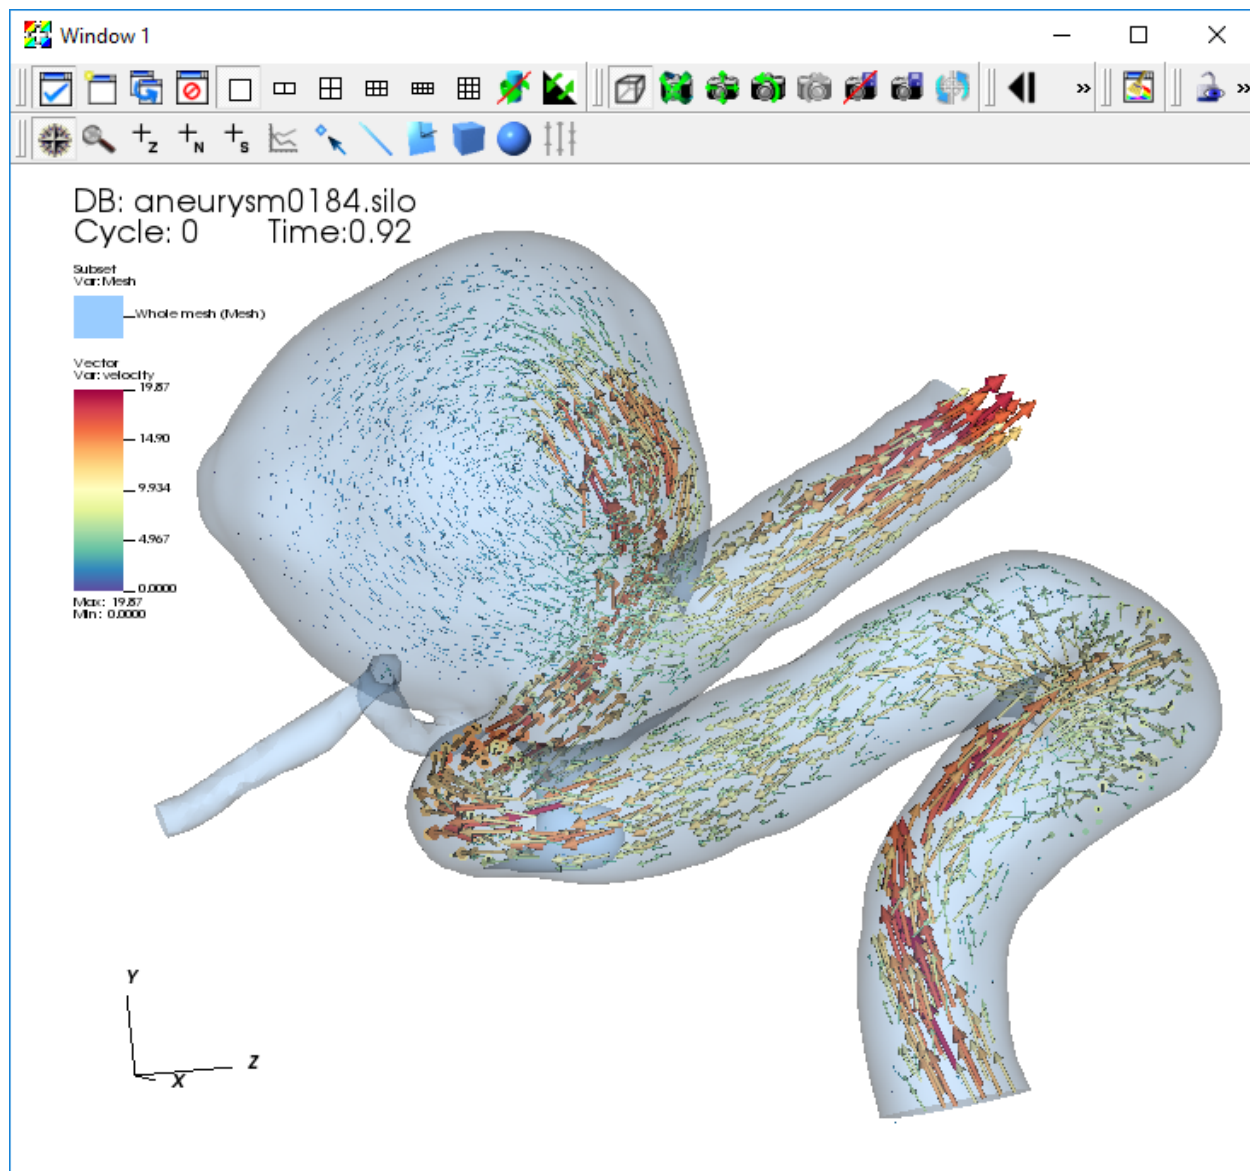 Window 1
Z
N
S
DB: aneurysm0184.silo
Cycle: 0 Time:0.92
Subset
Var: Mesh
Whole mesh (Mesh)
Vector
Var: velocity
19.87
14.90
9.934
4.967
0.0000
Max: 19.87
Min: 0.0000
Y
Z
X